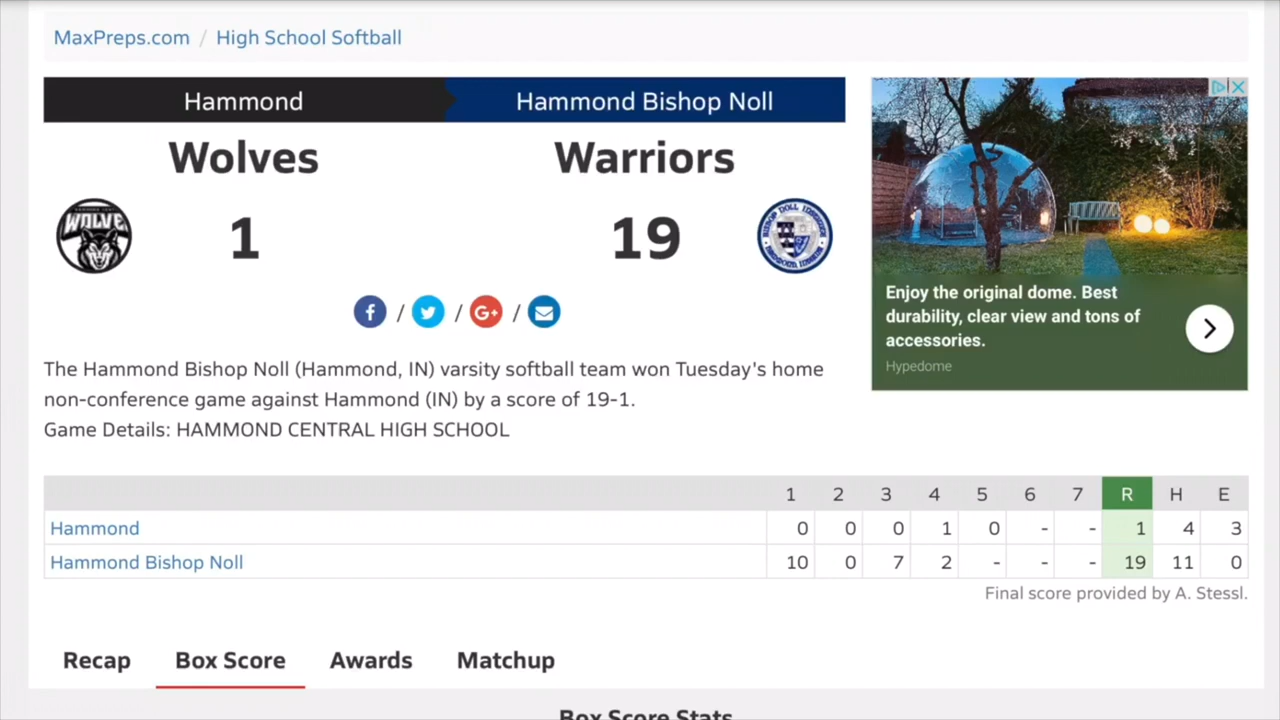 MaxPreps.com / High School Softball
Hammond
Hammond Bishop Noll
Wolves
Warriors
WOLVE
1
19
The Hammond Bishop Noll (Hammond, IN) varsity softball team won Tuesday's home
non-conference game against Hammond (IN) by a score of 19-1.
Game Details: HAMMOND CENTRAL HIGH SCHOOL
Enjoy the original dome. Best
durability, clear view and tons of
accessories.
Hypedome
1 2 3 4 5 6 7 R H E
Hammond 0 0 0 1 0 - - 1 4 3
Hammond Bishop Noll 10 0 7 2 - - - 19 11 0
Final score provided by A. Stessl.
Recap Box Score Awards Matchup
Box Score Stats